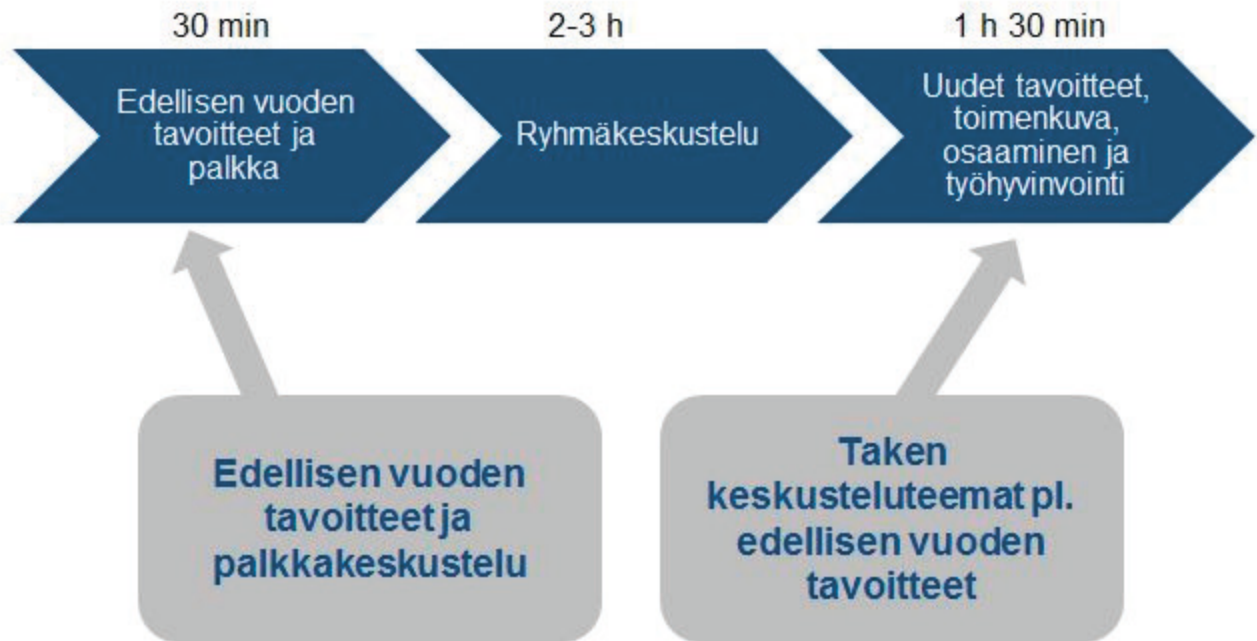 30 min
2-3 h
1 h 30 min
Edellisen vuoden
tavoitteet ja
palkka
Ryhmäkeskustelu
Uudet tavoitteet,
toimenkuva,
osaaminen ja
työhyvinvointi
Edellisen vuoden
tavoitteet ja
palkkakeskustelu
Taken
keskusteluteemat pl.
edellisen vuoden
tavoitteet